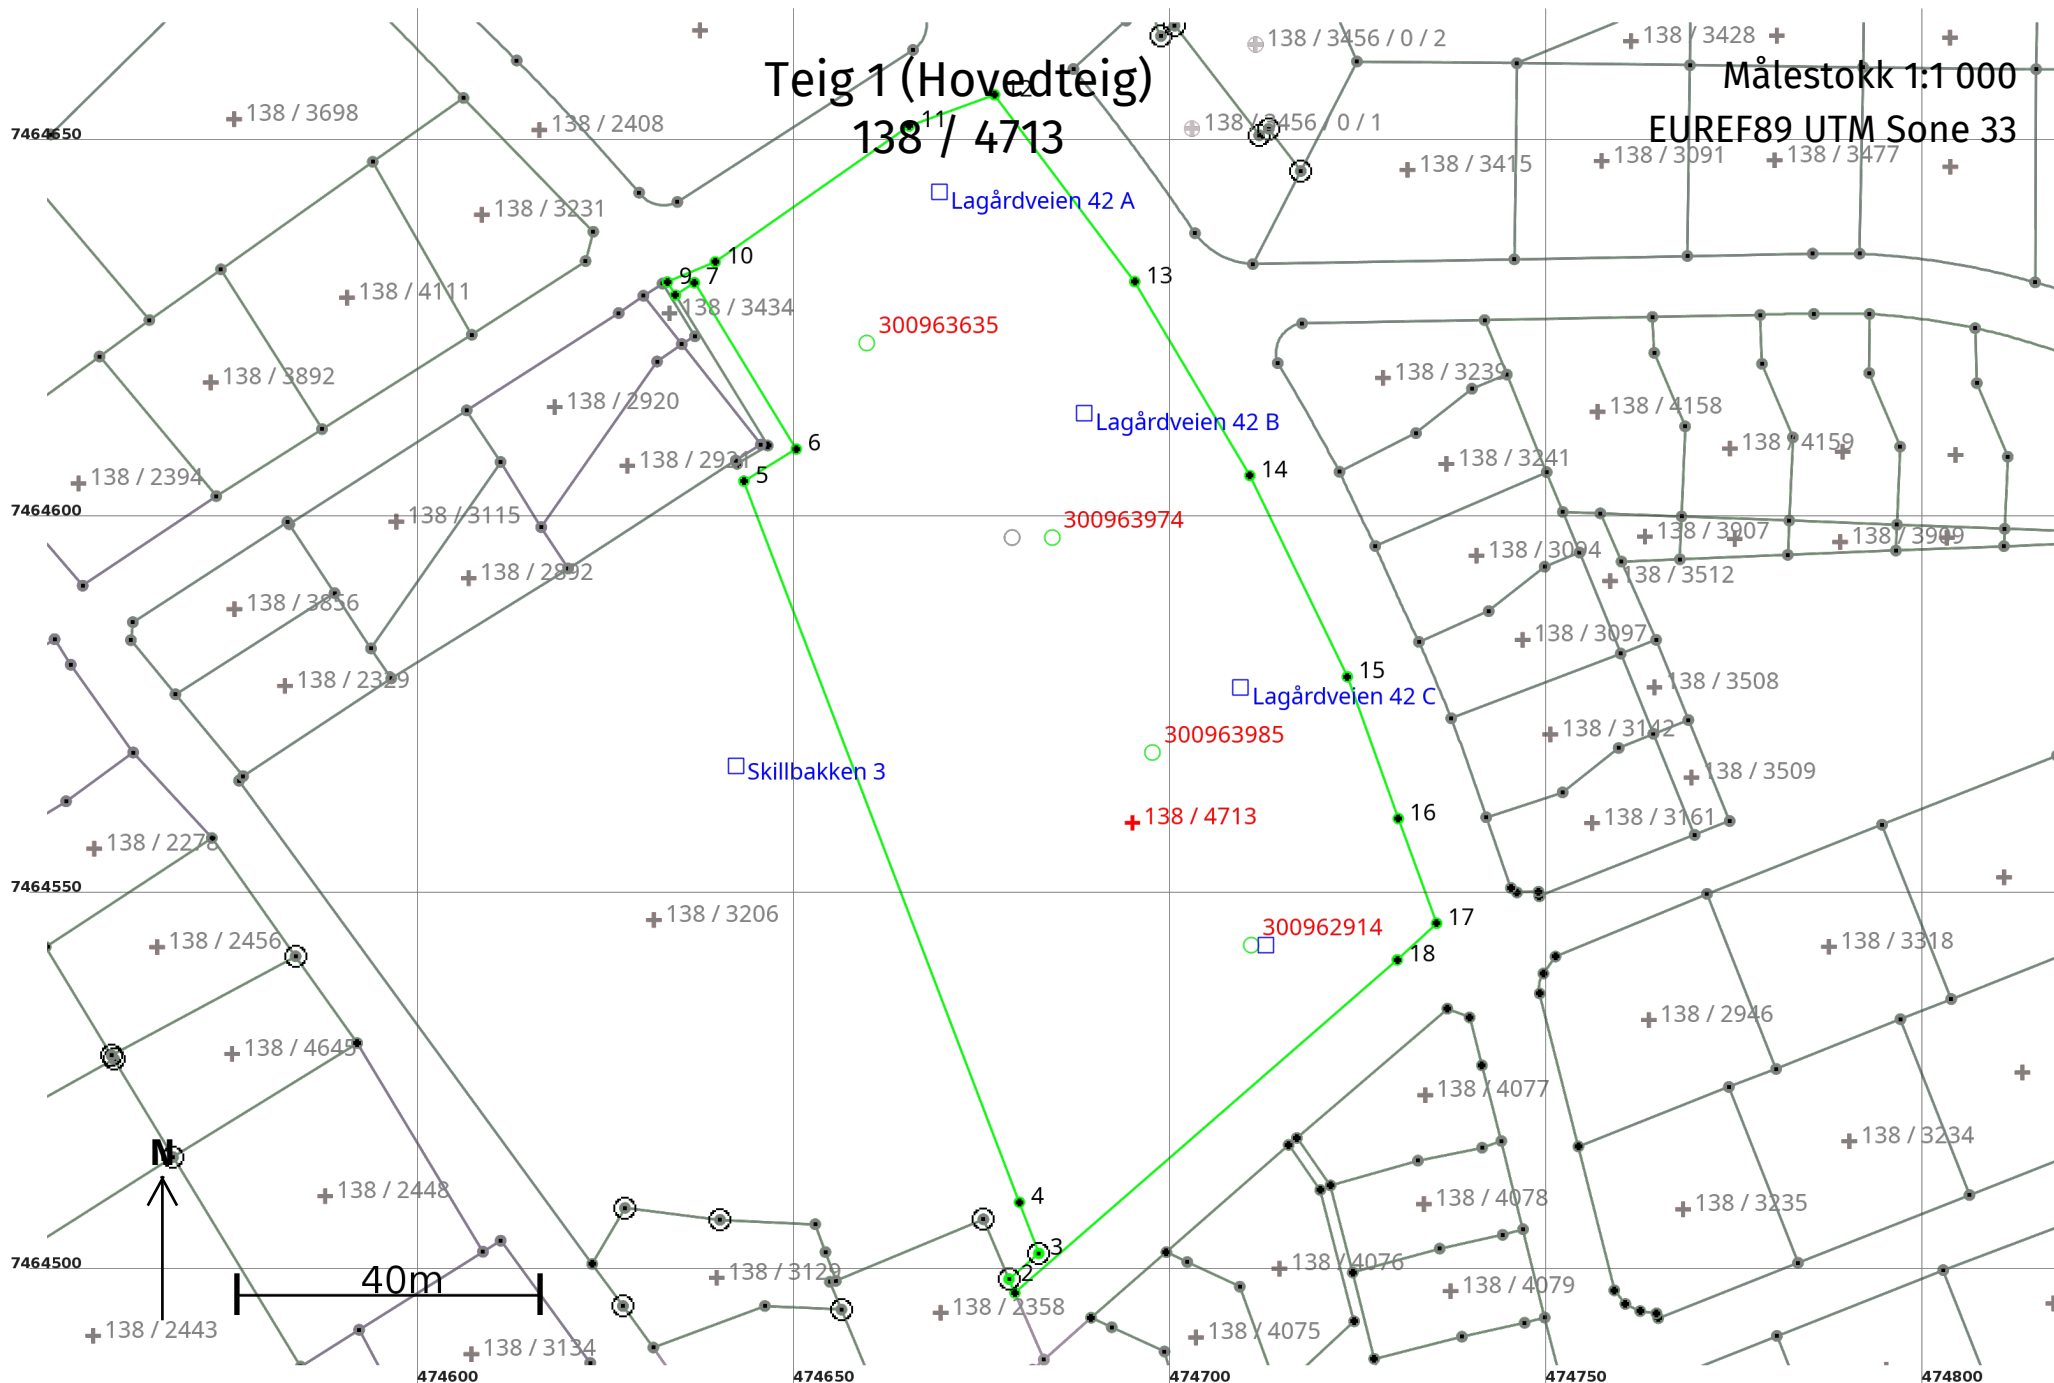 Teig 1 (Hovedteig)
138 / 4713
Målestokk 1:1 000
EUREF89 UTM Sone 33
138 / 3456 / 0 / 2
138 / 3428
138 / 3698
138 / 2408
12
11
138 / 3456 / 0 / 1
138 / 3415
138 / 3091
138 / 3477
7464650
Lagårdveien 42 A
138 / 3231
10
9
7
13
138 / 4111
138 / 3434
300963635
138 / 3892
138 / 2920
138 / 3239
Lagårdveien 42 B
138 / 4158
6
138 / 4159
138 / 2394
138 / 2921
5
14
138 / 3241
7464600
138 / 3115
300963974
138 / 3907
138 / 3909
138 / 3094
138 / 2892
138 / 3512
138 / 3856
138 / 3097
138 / 2329
15
Lagårdveien 42 C
138 / 3508
138 / 3142
300963985
Skillbakken 3
138 / 3509
138 / 4713
16
138 / 3161
138 / 2278
7464550
138 / 3206
17
300962914
138 / 2456
18
138 / 3318
138 / 2946
138 / 4645
138 / 4077
N
138 / 3234
138 / 2448
4
138 / 4078
138 / 3235
3
7464500
40m
138 / 3129
2
138 / 4076
138 / 4079
138 / 2358
138 / 2443
138 / 3134
138 / 4075
474600
474650
474700
474750
474800